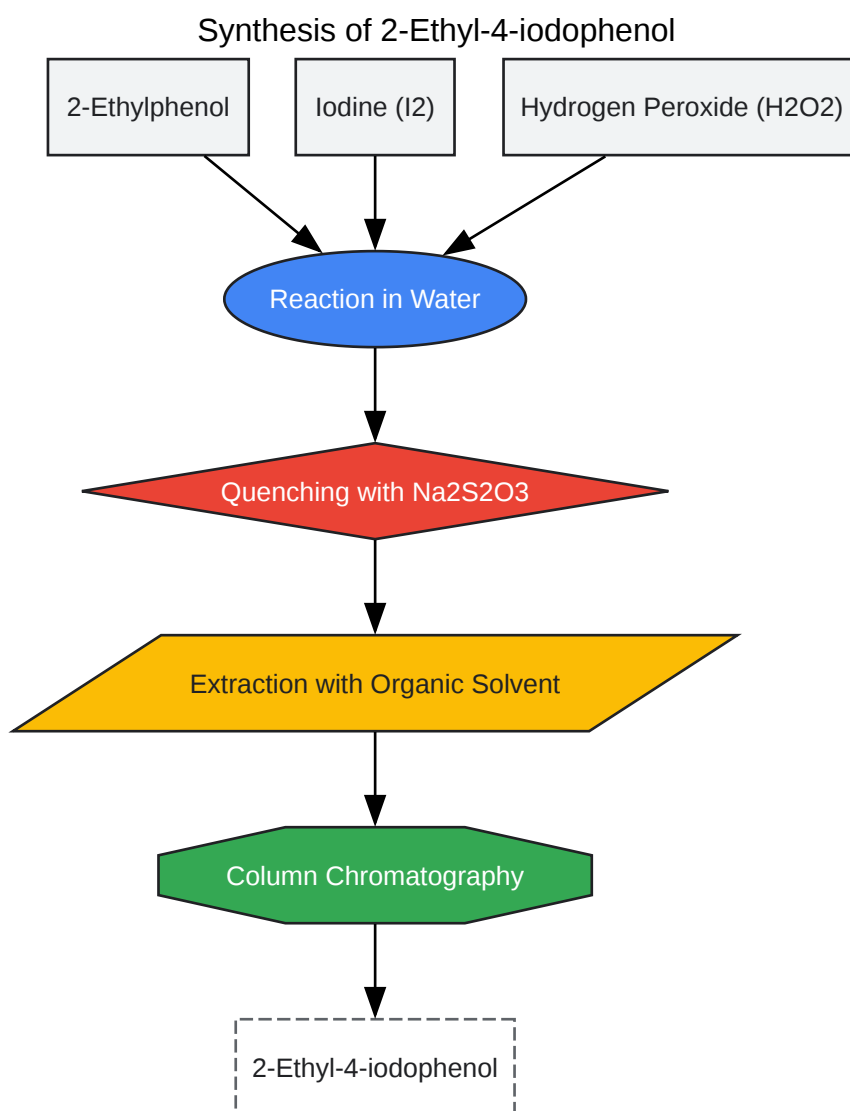 Synthesis of 2-Ethyl-4-iodophenol
2-Ethylphenol
Iodine (I2)
Hydrogen Peroxide (H2O2)
Reaction in Water
Quenching with Na2S2O3
Extraction with Organic Solvent
Column Chromatography
2-Ethyl-4-iodophenol